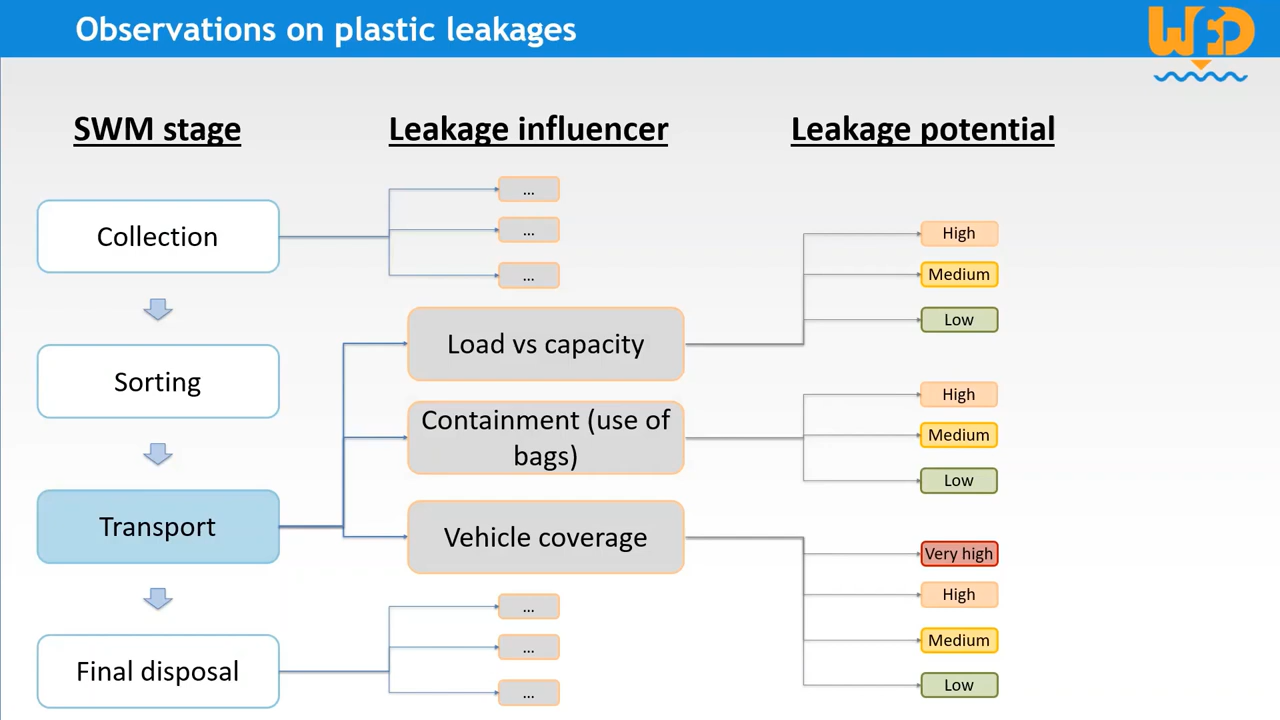 Observations on plastic leakages
WFD
SWM stage
Leakage influencer
Leakage potential
Collection
...
...
...
Sorting
Transport
Load vs capacity
High
Medium
Low
Containment (use of
bags)
High
Medium
Low
Vehicle coverage
Very high
High
Medium
Low
Final disposal
...
...
...